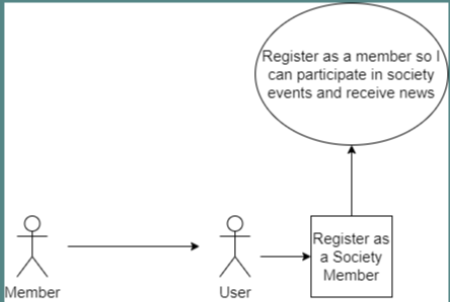 Register as a member so I
can participate in society
events and receive news
Register as
a Society
Member
Member
User